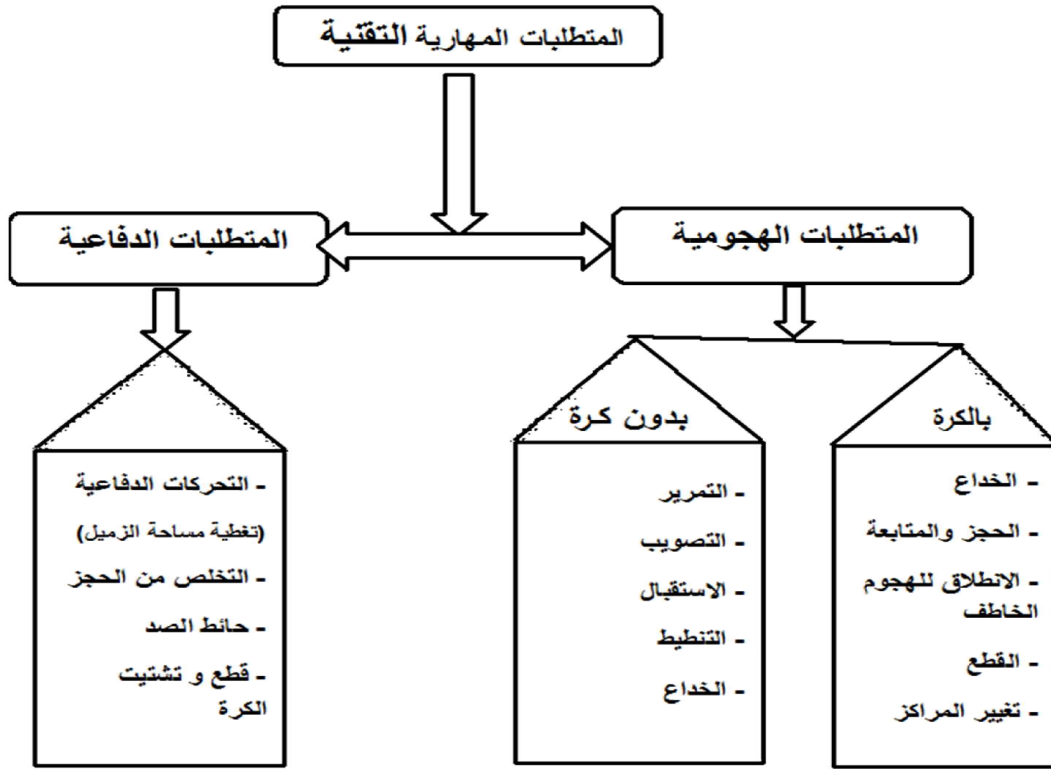 المتطلبات المهارية التقنية
المتطلبات الهجومية
المتطلبات الدفاعية
بالكرة
- الخداع
- الحجز والمتابعة
- الانطلاق للهجوم
الخاطف
- القطع
- تغيير المراكز
بدون كرة
- التمرير
- التصويب
- الاستقبال
- التنطيط
- الخداع
- التحركات الدفاعية
(تغطية مساحة الزميل)
- التخلص من الحجز
- حائط الصد
- قطع و تشتيت
الكرة